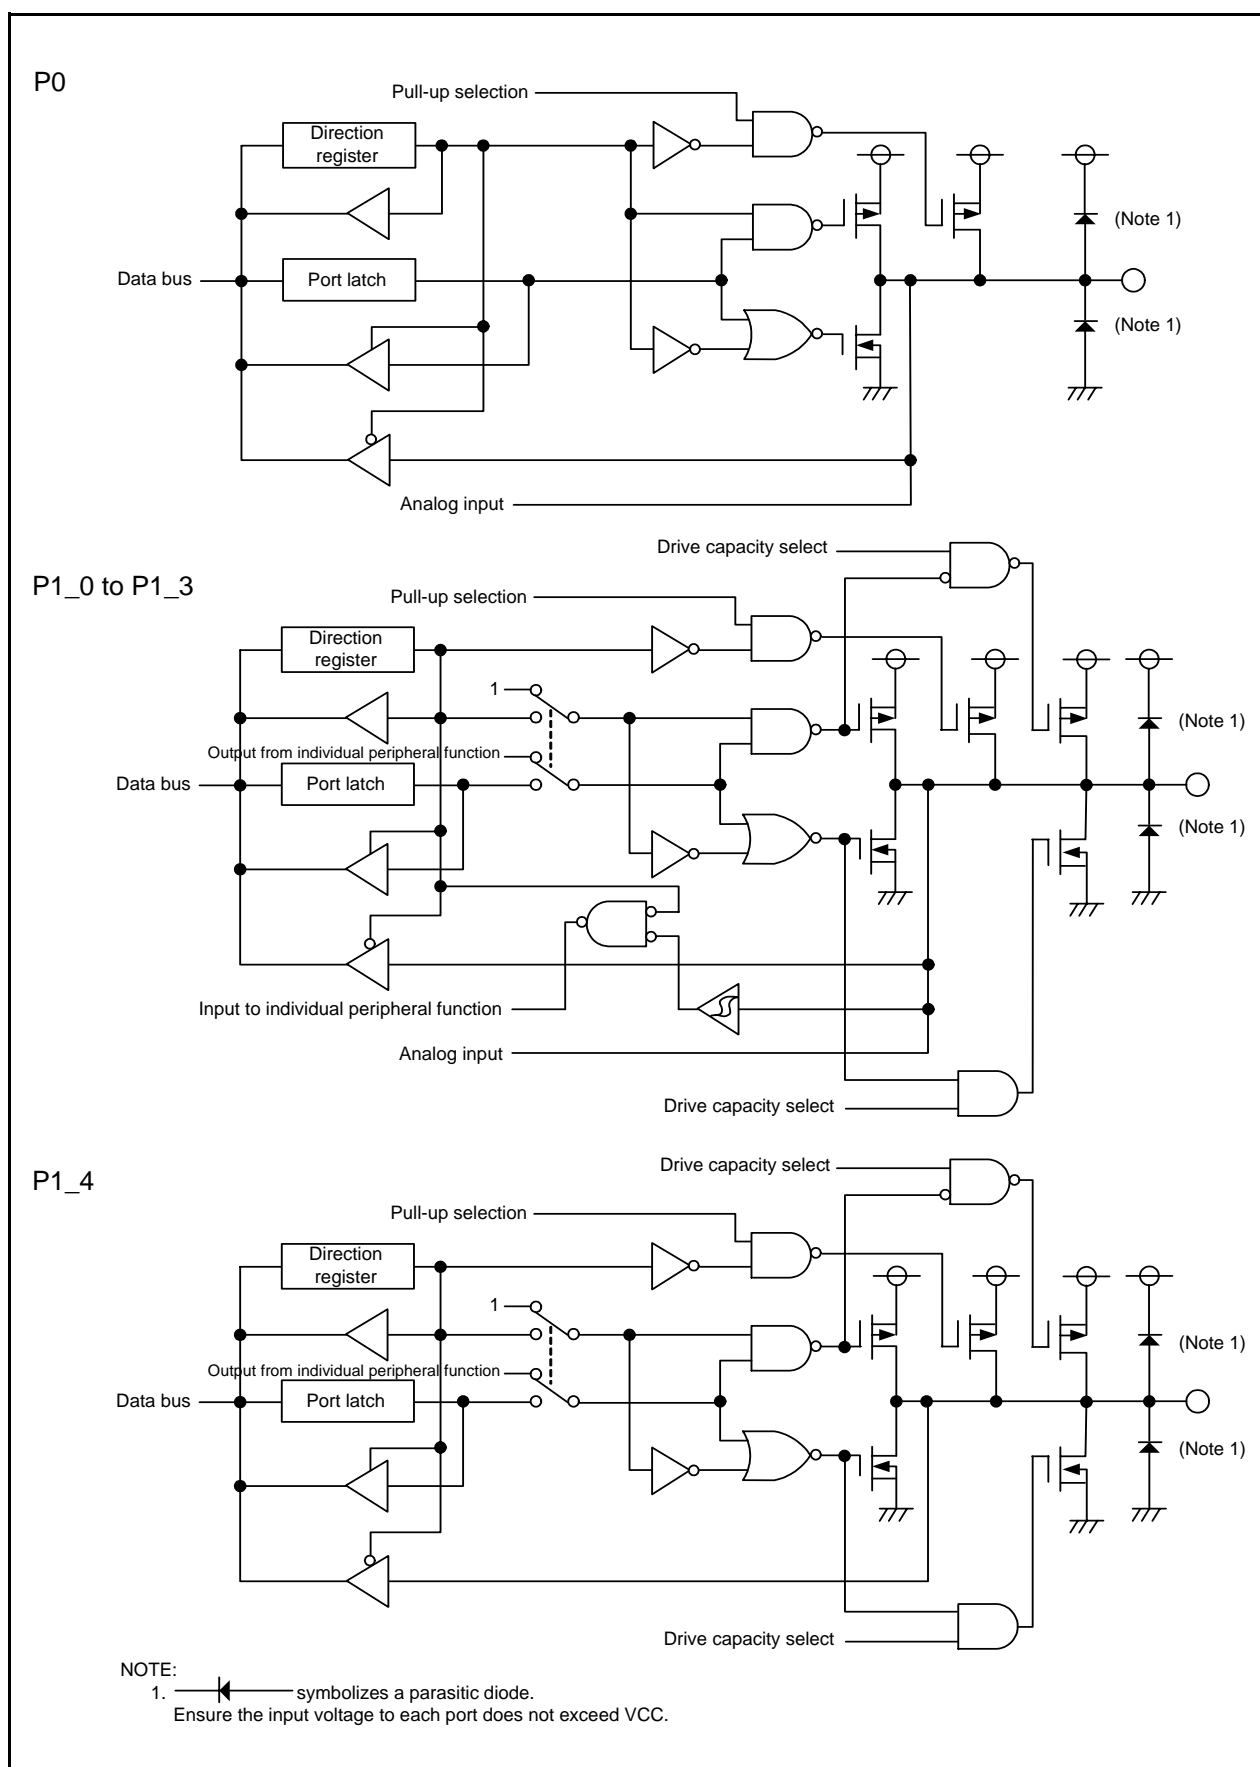 P0
Pull-up selection
Direction
register
(Note 1)
Data bus
Port latch
(Note 1)
Analog input
Drive capacity select
P1_0 to P1_3
Pull-up selection
Direction
register
1
(Note 1)
Output from individual peripheral function
Data bus
Port latch
(Note 1)
Input to individual peripheral function
Analog input
Drive capacity select
Drive capacity select
P1_4
Pull-up selection
Direction
register
1
(Note 1)
Output from individual peripheral function
Data bus
Port latch
(Note 1)
Drive capacity select
NOTE:
1. symbolizes a parasitic diode.
Ensure the input voltage to each port does not exceed VCC.